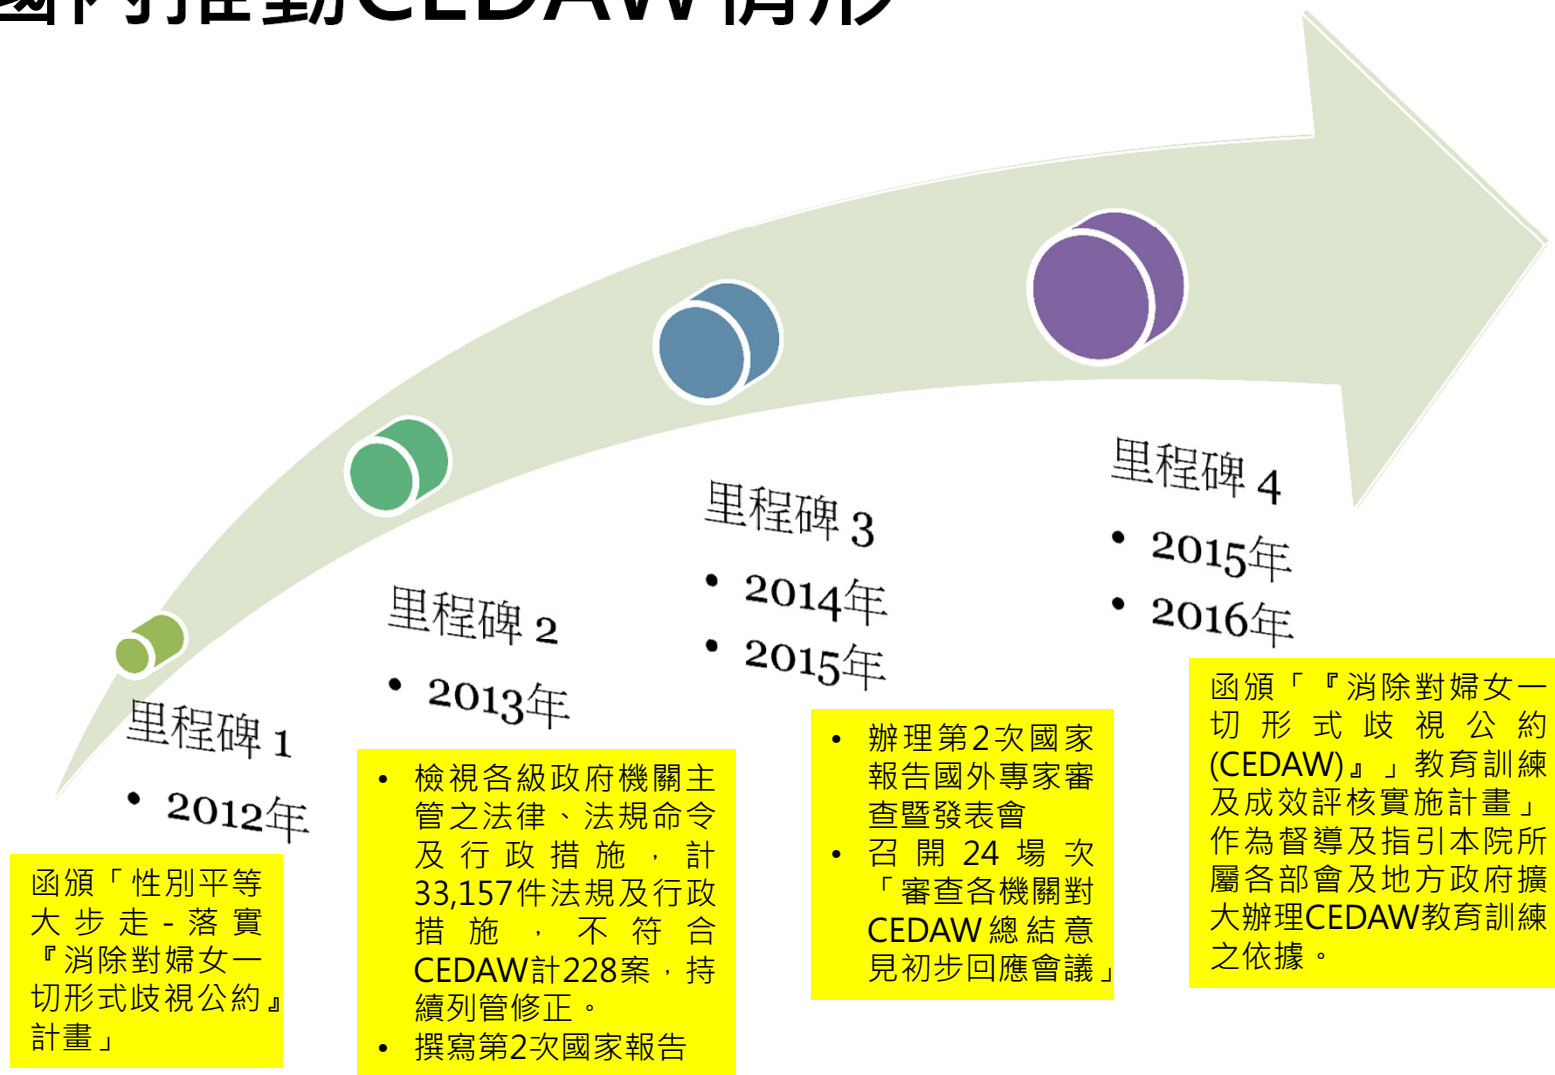 國內推動CEDAW情形
里程碑 1
• 2012年
函頒「性別平等
大步走-落實
『消除對婦女一
切形式歧視公約』
計畫」
里程碑 2
• 2013年
• 檢視各級政府機關主
管之法律、法規命令
及行政措施，計
33,157件法規及行政
措施，不符合
CEDAW計228案，持
續列管修正。
• 撰寫第2次國家報告
里程碑 3
• 2014年
• 2015年
• 辦理第2次國家
報告國外專家審
查暨發表會
• 召開24場次
「審查各機關對
CEDAW總結意
見初步回應會議」
里程碑 4
• 2015年
• 2016年
函頒「『消除對婦女一
切形式歧視公約
(CEDAW)』」教育訓練
及成效評核實施計畫」
作為督導及指引本院所
屬各部會及地方政府擴
大辦理CEDAW教育訓練
之依據。